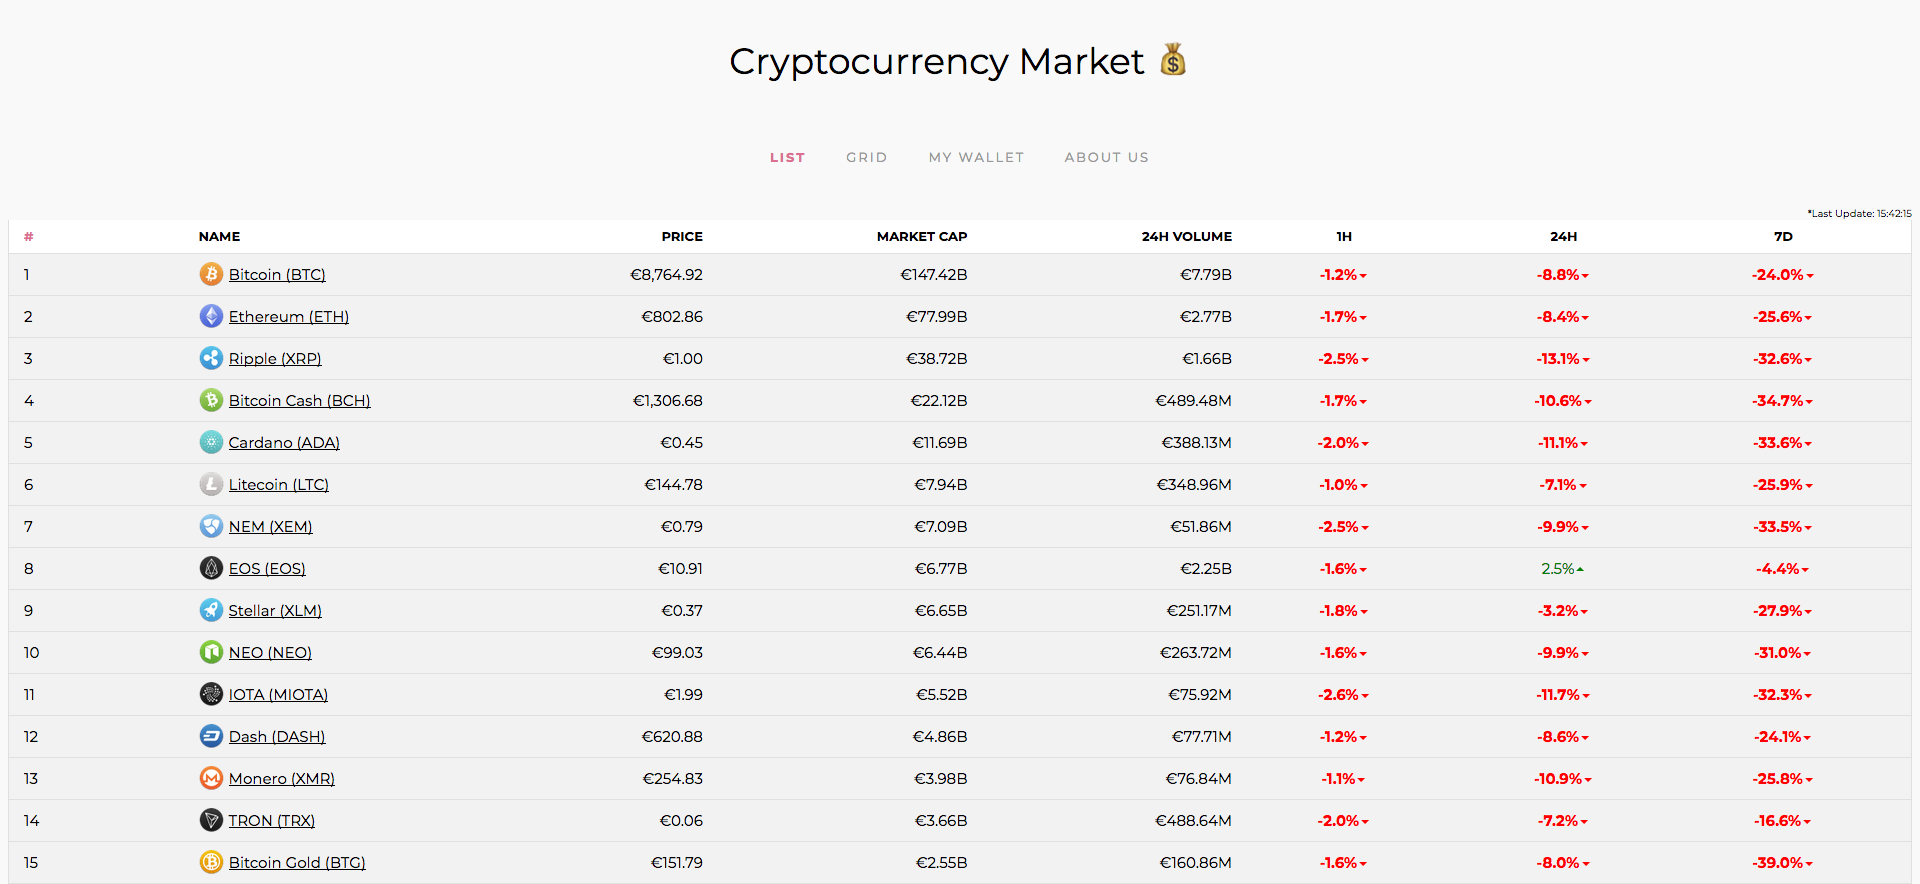 Cryptocurrency Market 💰
LIST GRID MY WALLET ABOUT US
*Last Update: 15:42:15
# NAME PRICE MARKET CAP 24H VOLUME 1H 24H 7D
1 Bitcoin (BTC) €8,764.92 €147.42B €7.79B -1.2% -8.8% -24.0%
2 Ethereum (ETH) €802.86 €77.99B €2.77B -1.7% -8.4% -25.6%
3 Ripple (XRP) €1.00 €38.72B €1.66B -2.5% -13.1% -32.6%
4 Bitcoin Cash (BCH) €1,306.68 €22.12B €489.48M -1.7% -10.6% -34.7%
5 Cardano (ADA) €0.45 €11.69B €388.13M -2.0% -11.1% -33.6%
6 Litecoin (LTC) €144.78 €7.94B €348.96M -1.0% -7.1% -25.9%
7 NEM (XEM) €0.79 €7.09B €51.86M -2.5% -9.9% -33.5%
8 EOS (EOS) €10.91 €6.77B €2.25B -1.6% 2.5% -4.4%
9 Stellar (XLM) €0.37 €6.65B €251.17M -1.8% -3.2% -27.9%
10 NEO (NEO) €99.03 €6.44B €263.72M -1.6% -9.9% -31.0%
11 IOTA (MIOTA) €1.99 €5.52B €75.92M -2.6% -11.7% -32.3%
12 Dash (DASH) €620.88 €4.86B €77.71M -1.2% -8.6% -24.1%
13 Monero (XMR) €254.83 €3.98B €76.84M -1.1% -10.9% -25.8%
14 TRON (TRX) €0.06 €3.66B €488.64M -2.0% -7.2% -16.6%
15 Bitcoin Gold (BTG) €151.79 €2.55B €160.86M -1.6% -8.0% -39.0%